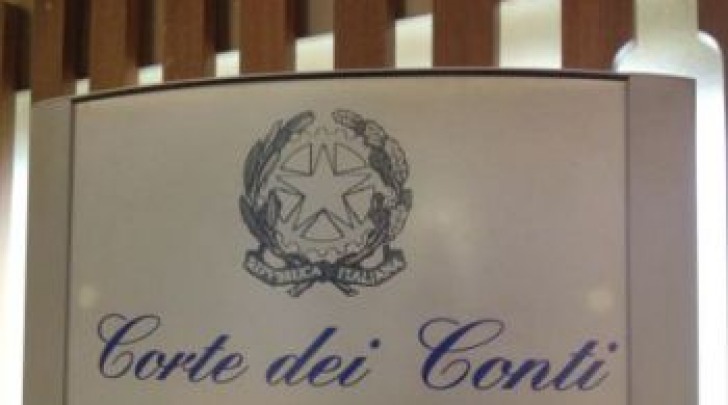 REPVBBLICA ITALIANA
Corte dei Conti